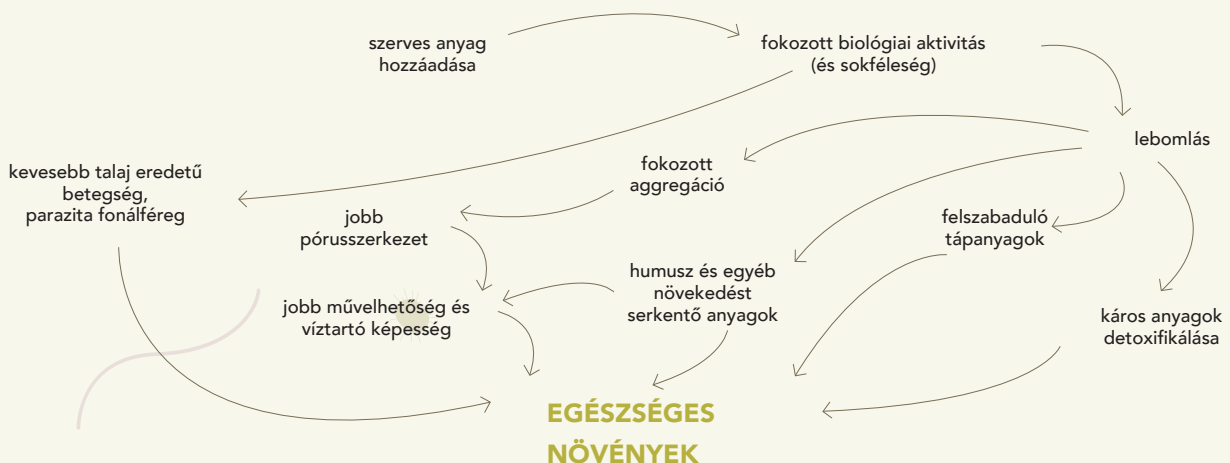 szerves anyag
hozzáadása
fokozott biológiai aktivitás
(és sokféleség)
lebomlás
kevesebb talaj eredetű
betegség,
parazita fonálféreg
fokozott
aggregáció
jobb
pórusszerkezet
felszabaduló
tápanyagok
humusz és egyéb
növekedést
serkentő anyagok
jobb művelhetőség és
víztartó képesség
káros anyagok
detoxifikálása
EGÉSZSÉGES
NÖVÉNYEK